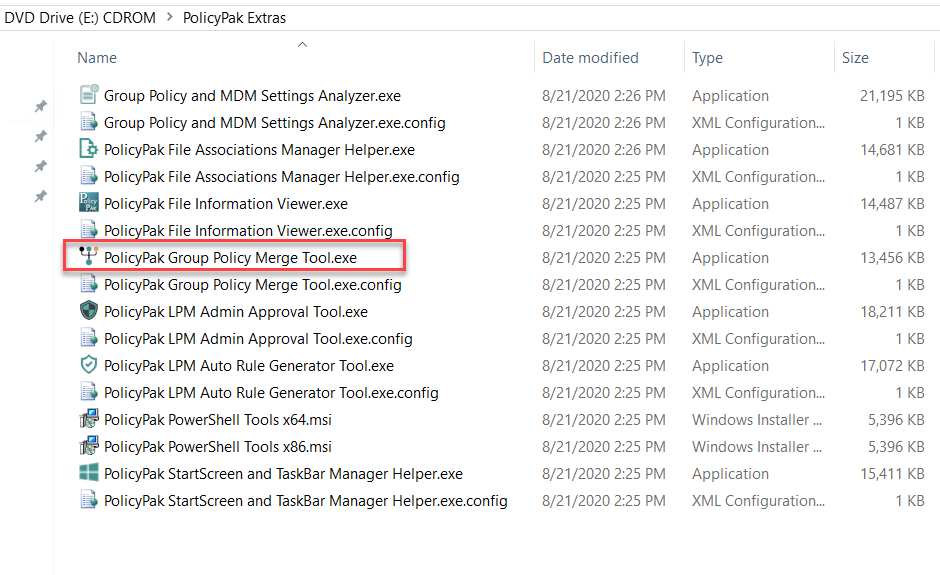 DVD Drive (E:) CDROM > PolicyPak Extras
Name Date modified Type Size
Group Policy and MDM Settings Analyzer.exe 8/21/2020 2:26 PM Application 21,195 KB
Group Policy and MDM Settings Analyzer.exe.config 8/21/2020 2:26 PM XML Configuration... 1 KB
PolicyPak File Associations Manager Helper.exe 8/21/2020 2:26 PM Application 14,681 KB
PolicyPak File Associations Manager Helper.exe.config 8/21/2020 2:25 PM XML Configuration... 1 KB
Policy Pak PolicyPak File Information Viewer.exe 8/21/2020 2:25 PM Application 14,487 KB
PolicyPak File Information Viewer.exe.config 8/21/2020 2:25 PM XML Configuration... 1 KB
PolicyPak Group Policy Merge Tool.exe 8/21/2020 2:25 PM Application 13,456 KB
PolicyPak Group Policy Merge Tool.exe.config 8/21/2020 2:25 PM XML Configuration... 1 KB
PolicyPak LPM Admin Approval Tool.exe 8/21/2020 2:25 PM Application 18,211 KB
PolicyPak LPM Admin Approval Tool.exe.config 8/21/2020 2:25 PM XML Configuration... 1 KB
PolicyPak LPM Auto Rule Generator Tool.exe 8/21/2020 2:25 PM Application 17,072 KB
PolicyPak LPM Auto Rule Generator Tool.exe.config 8/21/2020 2:25 PM XML Configuration... 1 KB
PolicyPak PowerShell Tools x64.msi 8/21/2020 2:25 PM Windows Installer ... 5,396 KB
PolicyPak PowerShell Tools x86.msi 8/21/2020 2:25 PM Windows Installer ... 5,396 KB
PolicyPak StartScreen and TaskBar Manager Helper.exe 8/21/2020 2:25 PM Application 15,411 KB
PolicyPak StartScreen and TaskBar Manager Helper.exe.config 8/21/2020 2:25 PM XML Configuration... 1 KB